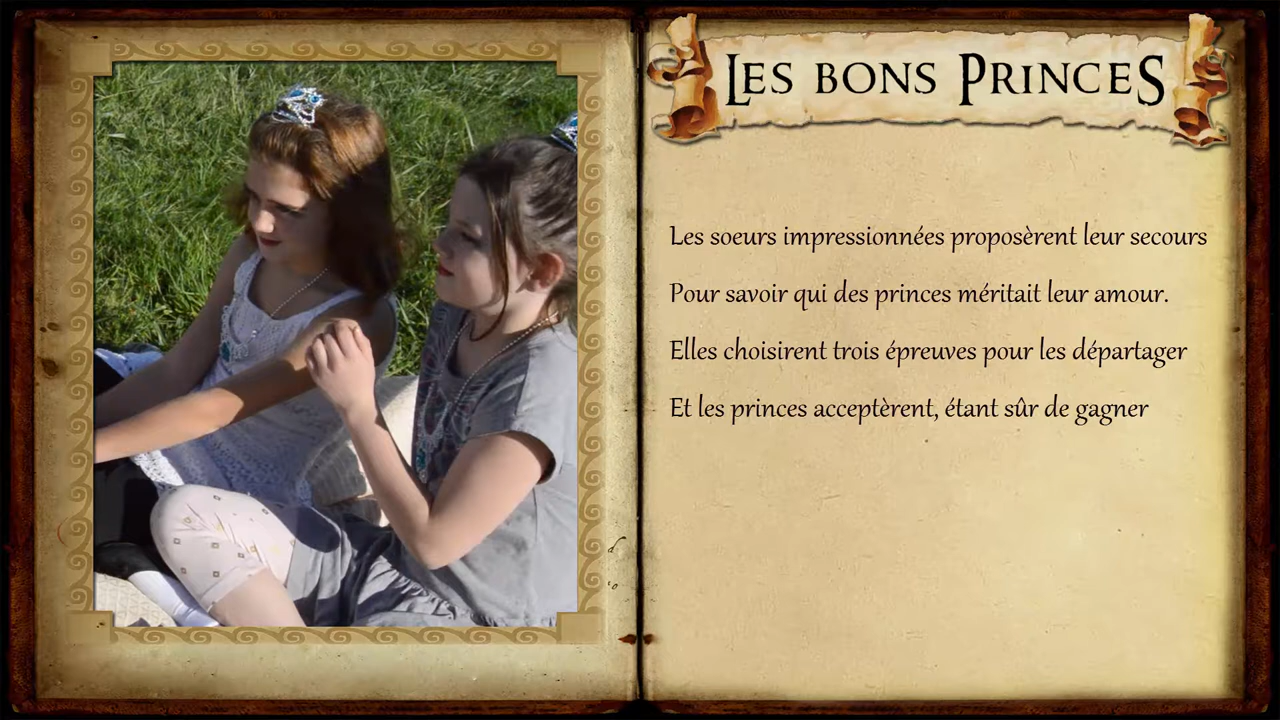 Les bons Princes
Les soeurs impressionnées proposèrent leur secours
Pour savoir qui des princes méritait leur amour.
Elles choisirent trois épreuves pour les départager
Et les princes acceptèrent, étant sûr de gagner